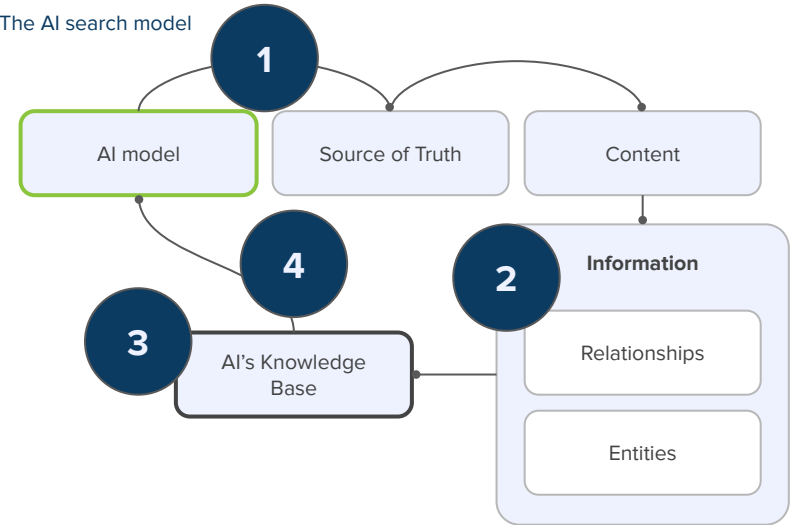 The AI search model
1
AI model
Source of Truth
Content
4
2
Information
3
AI’s Knowledge
Base
Relationships
Entities